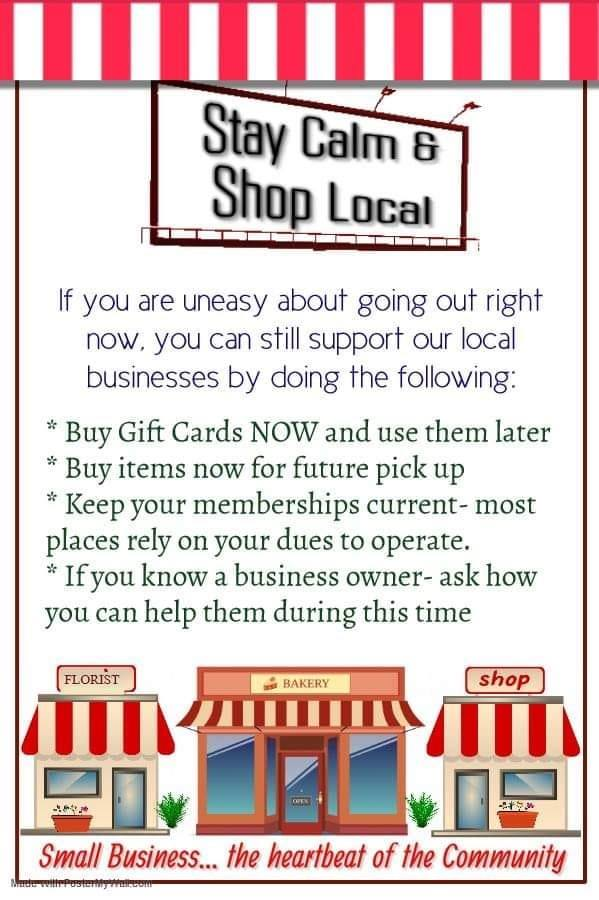 Stay Calm &
Shop Local
If you are uneasy about going out right
now, you can still support our local
businesses by doing the following:
* Buy Gift Cards NOW and use them later
* Buy items now for future pick up
* Keep your memberships current- most
places rely on your dues to operate.
* If you know a business owner- ask how
you can help them during this time
FLORIST
BAKERY
shop
OPEN
Small Business... the heartbeat of the Community
Made with PosterMyWall.com